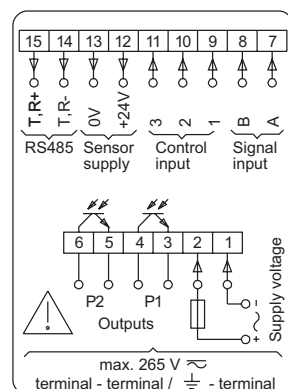 15 14 13 12 11 10 9 8 7
T,R+ T,R- 0V +24V 3 2 1 B A
RS485 Sensor supply Control input Signal input
6 5 4 3 2 1
P2 P1
Outputs
- +
Supply voltage
max. 265 V
terminal - terminal / - terminal